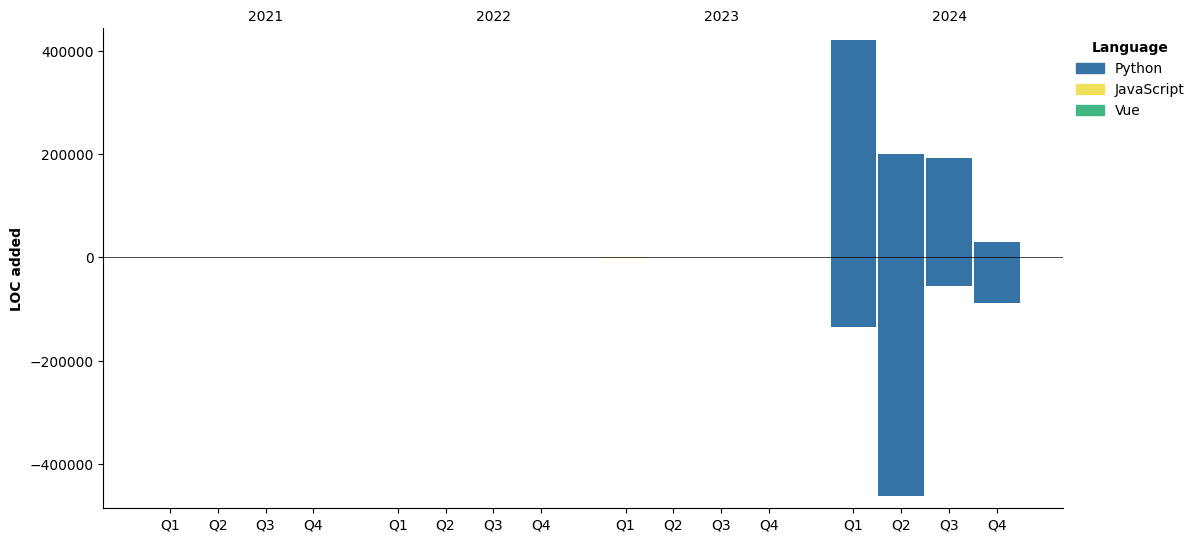 2021 2022 2023 2024
Language
Python
JavaScript
Vue
LOC added
400000
200000
0
−200000
−400000
Q1 Q2 Q3 Q4 Q1 Q2 Q3 Q4 Q1 Q2 Q3 Q4 Q1 Q2 Q3 Q4